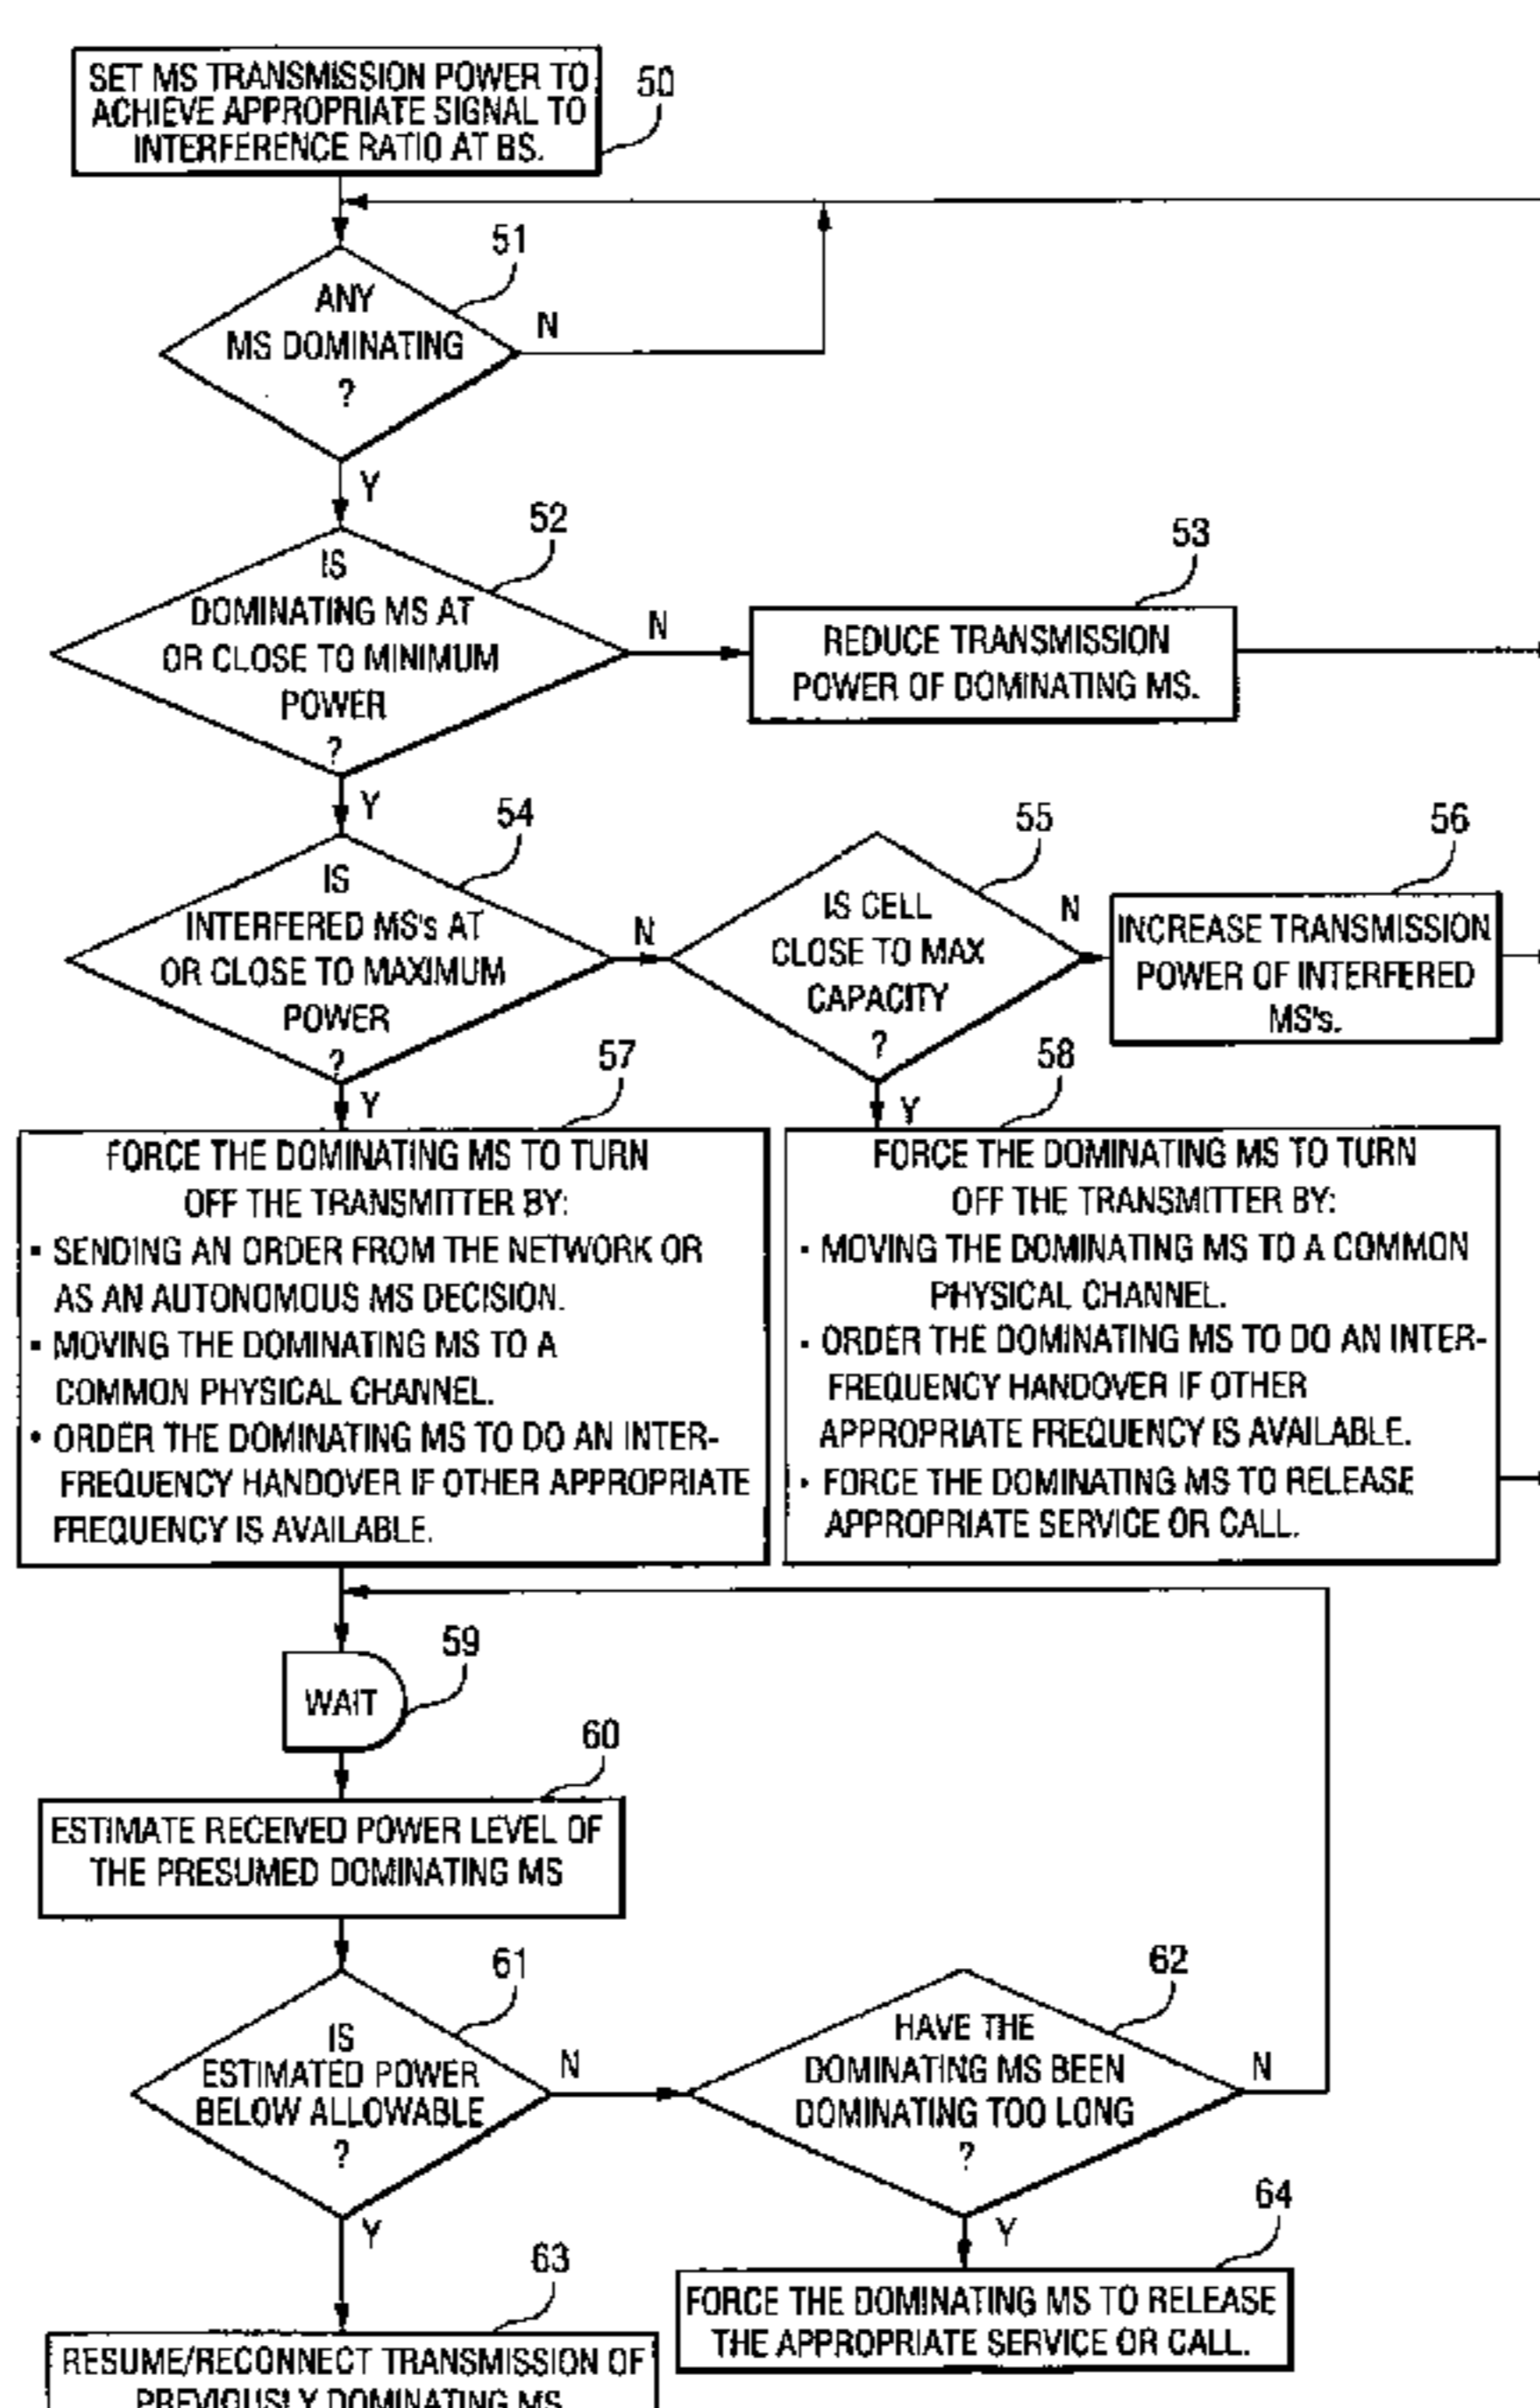 SET MS TRANSMISSION POWER TO
ACHIEVE APPROPRIATE SIGNAL TO
INTERFERENCE RATIO AT BS.
50
51
ANY
MS DOMINATING
?
N
Y
52
IS
DOMINATING MS AT
OR CLOSE TO MINIMUM
POWER
?
N
53
REDUCE TRANSMISSION
POWER OF DOMINATING MS.
Y
54
IS
INTERFERED MS's AT
OR CLOSE TO MAXIMUM
POWER
?
N
55
IS CELL
CLOSE TO MAX
CAPACITY
?
N
56
INCREASE TRANSMISSION
POWER OF INTERFERED
MS's.
Y
57
FORCE THE DOMINATING MS TO TURN
OFF THE TRANSMITTER BY:
▪ SENDING AN ORDER FROM THE NETWORK OR
AS AN AUTONOMOUS MS DECISION.
▪ MOVING THE DOMINATING MS TO A
COMMON PHYSICAL CHANNEL.
• ORDER THE DOMINATING MS TO DO AN INTER-
FREQUENCY HANDOVER IF OTHER APPROPRIATE
FREQUENCY IS AVAILABLE.
Y
58
FORCE THE DOMINATING MS TO TURN
OFF THE TRANSMITTER BY:
▪ MOVING THE DOMINATING MS TO A COMMON
PHYSICAL CHANNEL.
▪ ORDER THE DOMINATING MS TO DO AN INTER-
FREQUENCY HANDOVER IF OTHER
APPROPRIATE FREQUENCY IS AVAILABLE.
• FORCE THE DOMINATING MS TO RELEASE
APPROPRIATE SERVICE OR CALL.
59
WAIT
60
ESTIMATE RECEIVED POWER LEVEL OF
THE PRESUMED DOMINATING MS
61
IS
ESTIMATED POWER
BELOW ALLOWABLE
?
N
62
HAVE THE
DOMINATING MS BEEN
DOMINATING TOO LONG
?
N
Y
63
RESUME/RECONNECT TRANSMISSION OF
PREVIOUSLY DOMINATING MS
Y
64
FORCE THE DOMINATING MS TO RELEASE
THE APPROPRIATE SERVICE OR CALL.